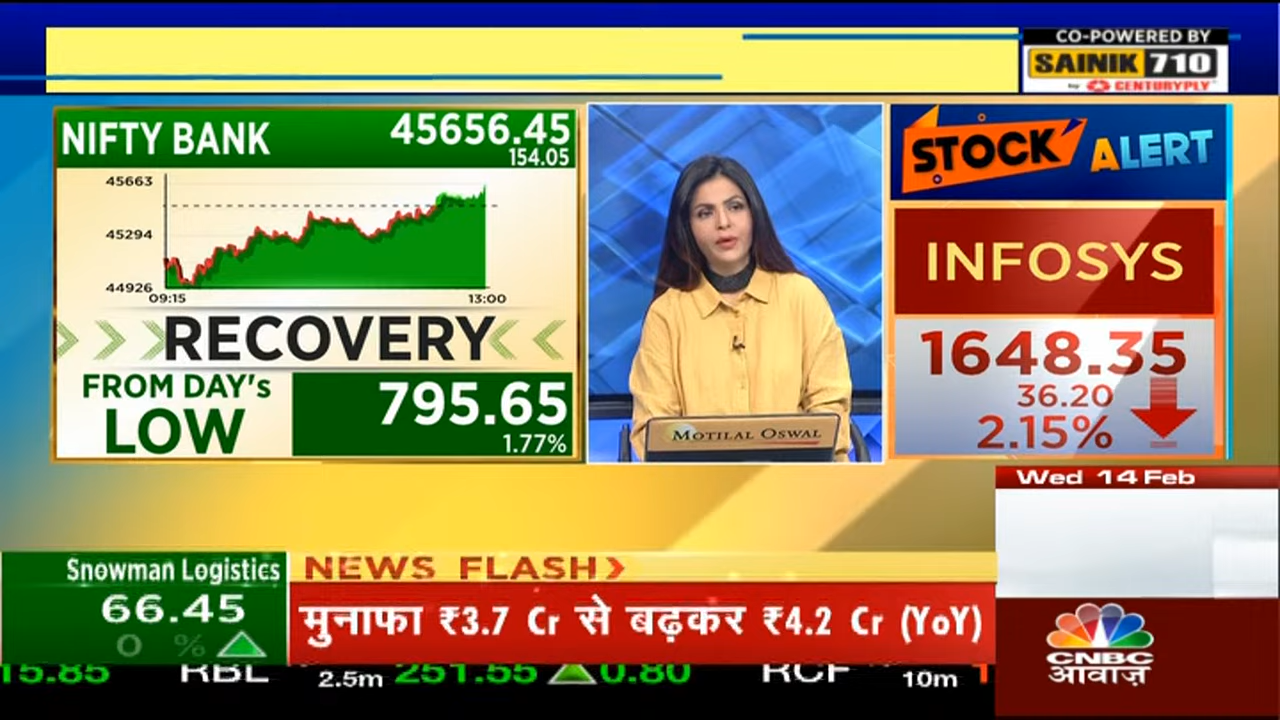 CO-POWERED BY
SAINIK 710
by CENTURYPLY
NIFTY BANK 45656.45
154.05
45663
45294
44926
09:15 13:00
RECOVERY
FROM DAY's
LOW
795.65
1.77%
MOTILAL OSWAL
STOCK ALERT
INFOSYS
1648.35
36.20
2.15%
Wed 14 Feb
Snowman Logistics
66.45
0 %
NEWS FLASH
मुनाफा ₹3.7 Cr से बढ़कर ₹4.2 Cr (YoY)
15.85 RBL 2.5m 251.55 0.80 RCF 10m
CNBC
आवाज़